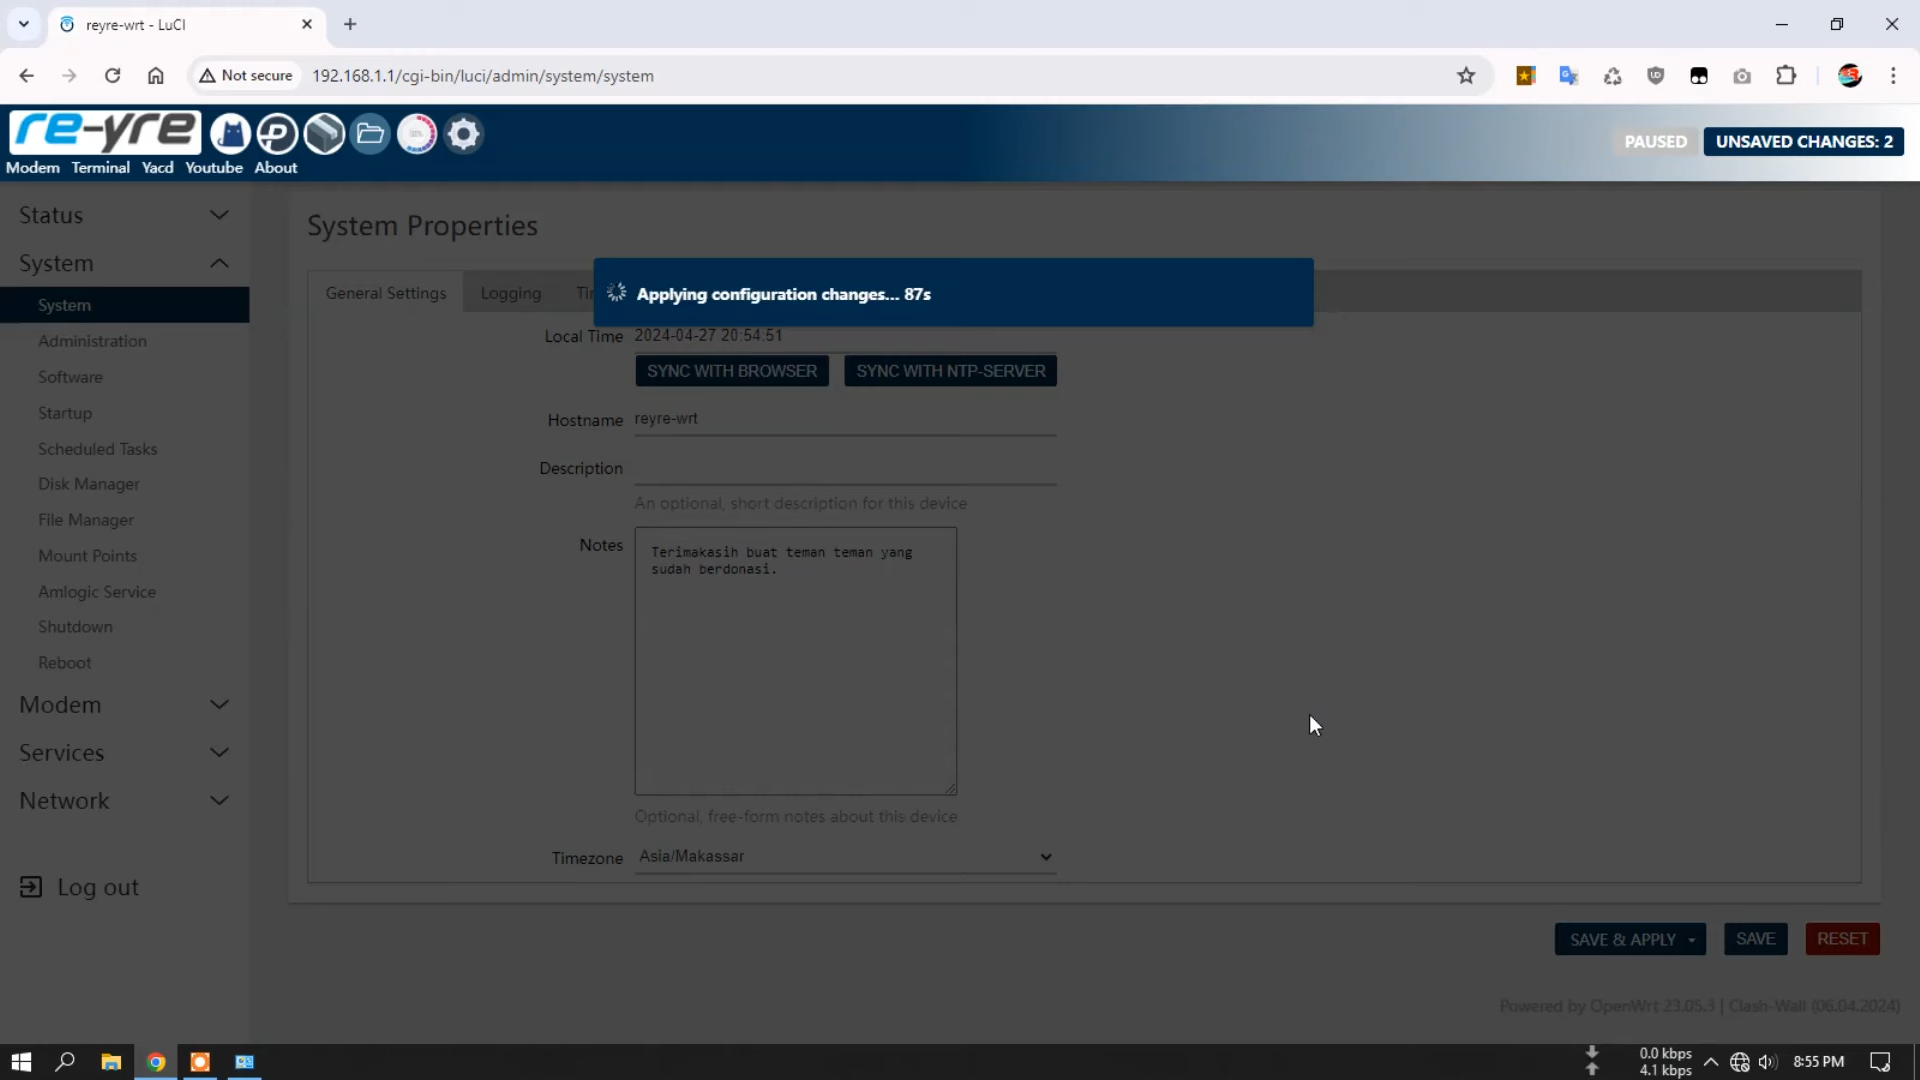 reyre-wrt - LuCI
Not secure
192.168.1.1/cgi-bin/luci/admin/system/system
re-yre
PAUSED
UNSAVED CHANGES: 2
Modem Terminal Yacd Youtube About
Status
System
System
Administration
Software
Startup
Scheduled Tasks
Disk Manager
File Manager
Mount Points
Amlogic Service
Shutdown
Reboot
Modem
Services
Network
Log out
System Properties
General Settings
Logging
Applying configuration changes... 87s
Local Time 2024-04-27 20:54:51
SYNC WITH BROWSER
SYNC WITH NTP-SERVER
Hostname reyre-wrt
Description
An optional, short description for this device
Notes
Terimakasih buat teman teman yang
sudah berdonasi.
Optional, free-form notes about this device
Timezone Asia/Makassar
SAVE & APPLY
SAVE
RESET
Powered by OpenWrt 23.05.3 | Clash-Wall (06.04.2024)
0.0 kbps
4.1 kbps
8:55 PM